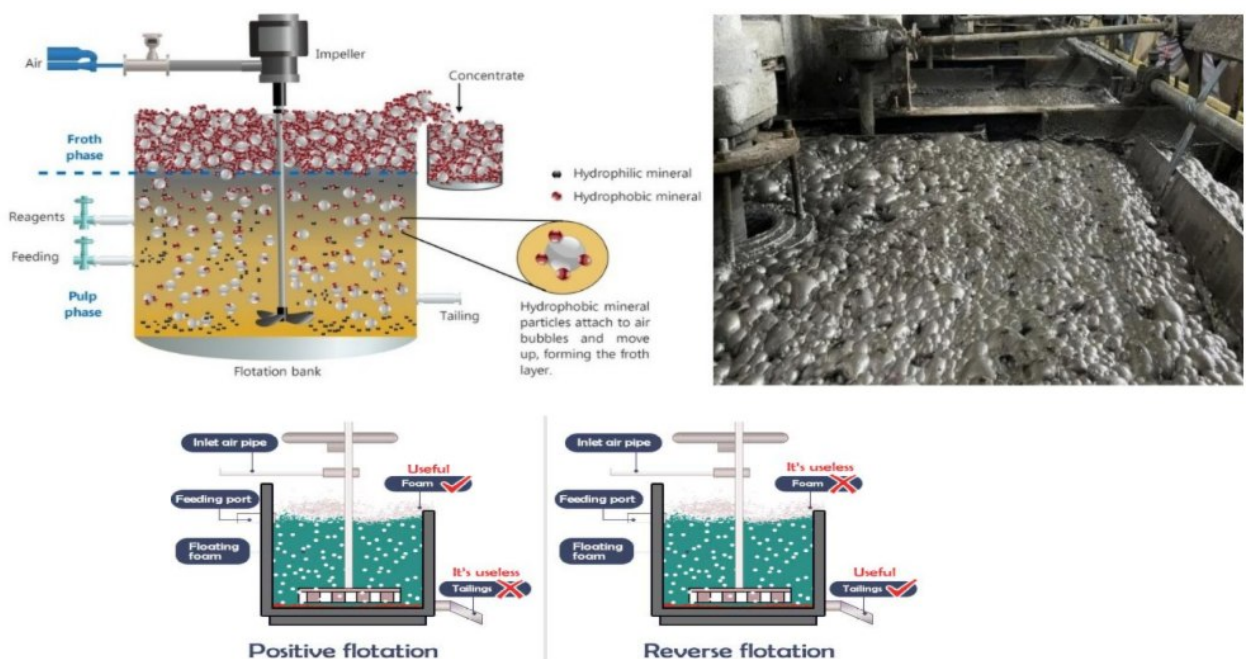 Air
Impeller
Concentrate
Froth
phase
Hydrophilic mineral
Hydrophobic mineral
Reagents
Feeding
Pulp
phase
Tailing
Hydrophobic mineral
particles attach to air
bubbles and move
up, forming the froth
layer.
Flotation bank
Inlet air pipe
Useful
Foam
Feeding port
Floating
foam
It's useless
Tailings
Positive flotation
Inlet air pipe
It's useless
Foam
Feeding port
Floating
foam
Useful
Tailings
Reverse flotation